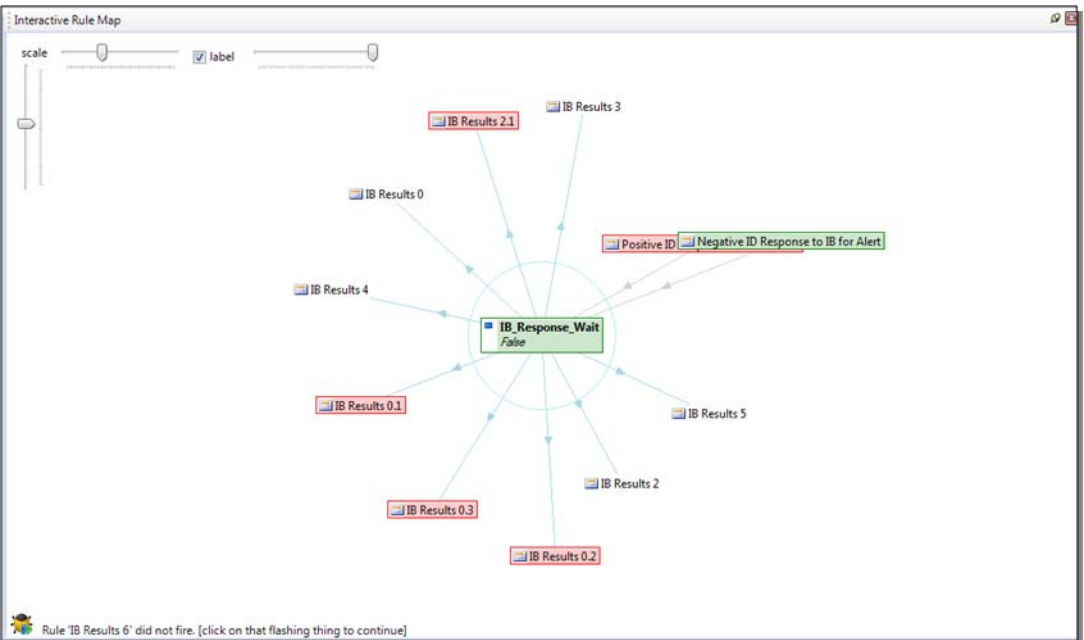 Interactive Rule Map
scale
label
IB Results 3
IB Results 2.1
IB Results 0
Positive ID
Negative ID Response to IB for Alert
IB Results 4
IB_Response_Wait
False
IB Results 0.1
IB Results 5
IB Results 2
IB Results 0.3
IB Results 0.2
Rule 'IB Results 6' did not fire. [click on that flashing thing to continue]